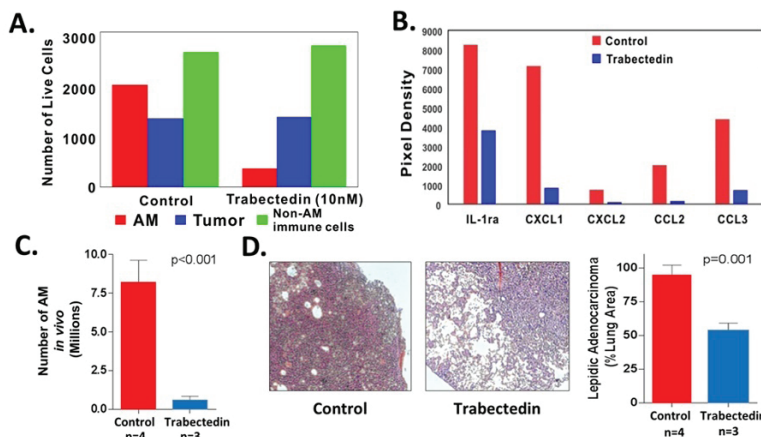 A.
Number of Live Cells
3000
2000
1000
0
Control
Trabectedin (10nM)
AM
Tumor
Non-AM
immune cells
B.
Pixel Density
9000
8000
7000
6000
5000
4000
3000
2000
1000
0
Control
Trabectedin
IL-1ra
CXCL1
CXCL2
CCL2
CCL3
C.
Number of AM
in vivo
(Millions)
10.0
7.5
5.0
2.5
0.0
p<0.001
Control
n=4
Trabectedin
n=3
D.
Control
Trabectedin
Lepidic Adenocarcinoma
(% Lung Area)
100
75
50
25
0
p=0.001
Control
n=4
Trabectedin
n=3